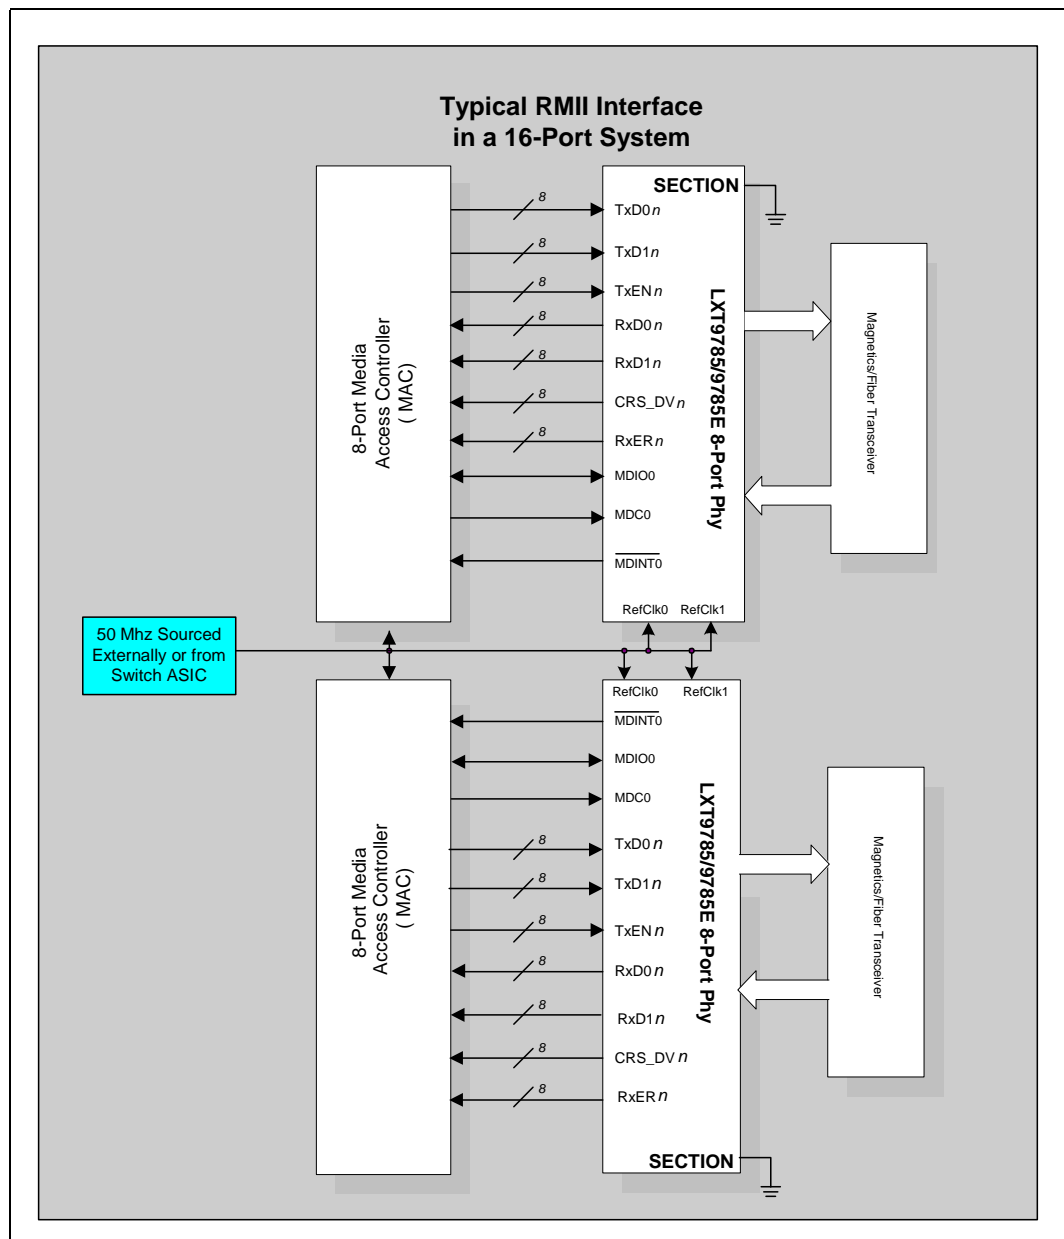 Typical RMII Interface
in a 16-Port System
8-Port Media
Access Controller
( MAC)
8
8
8
8
8
8
8
SECTION
TxD0n
TxD1n
TxENn
RxD0n
RxD1n
CRS_DVn
RxERn
MDIO0
MDC0
MDINT0
RefClk0 RefClk1
LXT9785/9785E 8-Port Phy
Magnetics/Fiber Transceiver
50 Mhz Sourced
Externally or from
Switch ASIC
8-Port Media
Access Controller
( MAC)
8
8
8
8
8
8
8
RefClk0 RefClk1
MDINT0
MDIO0
MDC0
TxD0n
TxD1n
TxENn
RxD0n
RxD1n
CRS_DVn
RxERn
SECTION
LXT9785/9785E 8-Port Phy
Magnetics/Fiber Transceiver